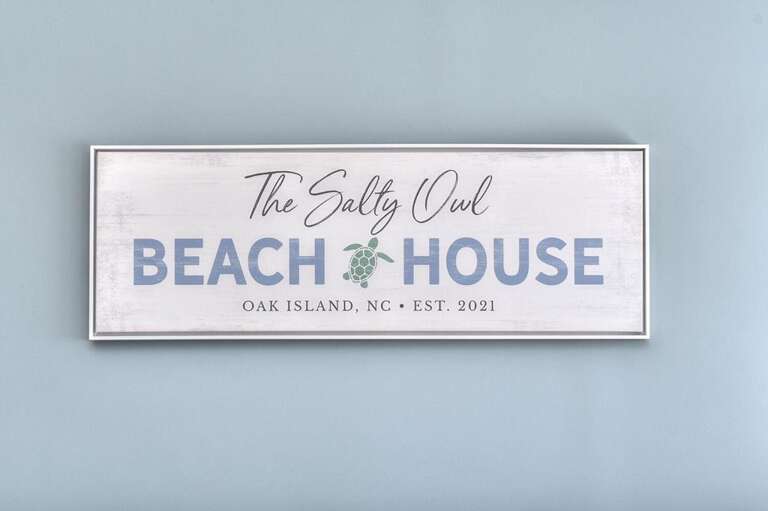 The Salty Owl
BEACH HOUSE
OAK ISLAND, NC • EST. 2021